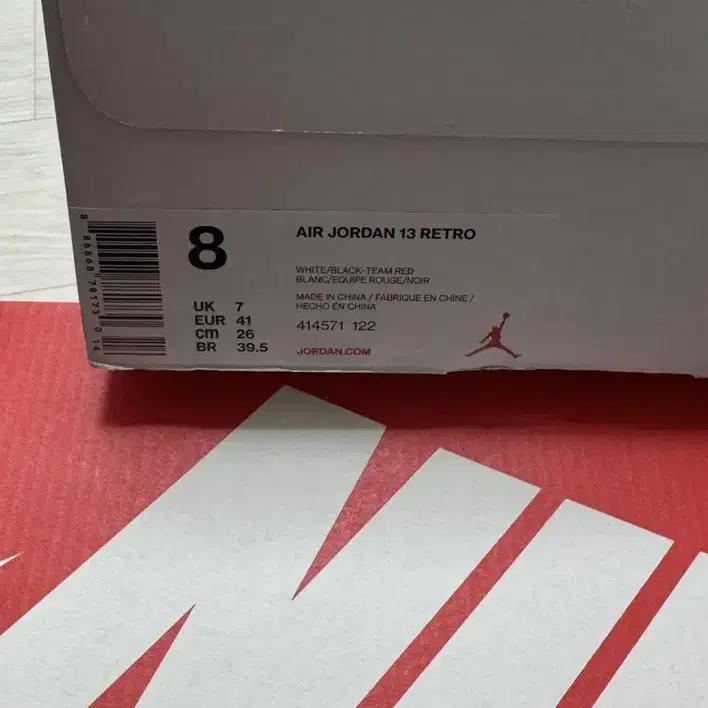 8
AIR JORDAN 13 RETRO
WHITE/BLACK-TEAM RED
BLANC/EQUIPE ROUGE/NOIR
MADE IN CHINA / FABRIQUE EN CHINE /
HECHO EN CHINA
414571 122
JORDAN.COM
UK 7
EUR 41
cm 26
BR 39.5